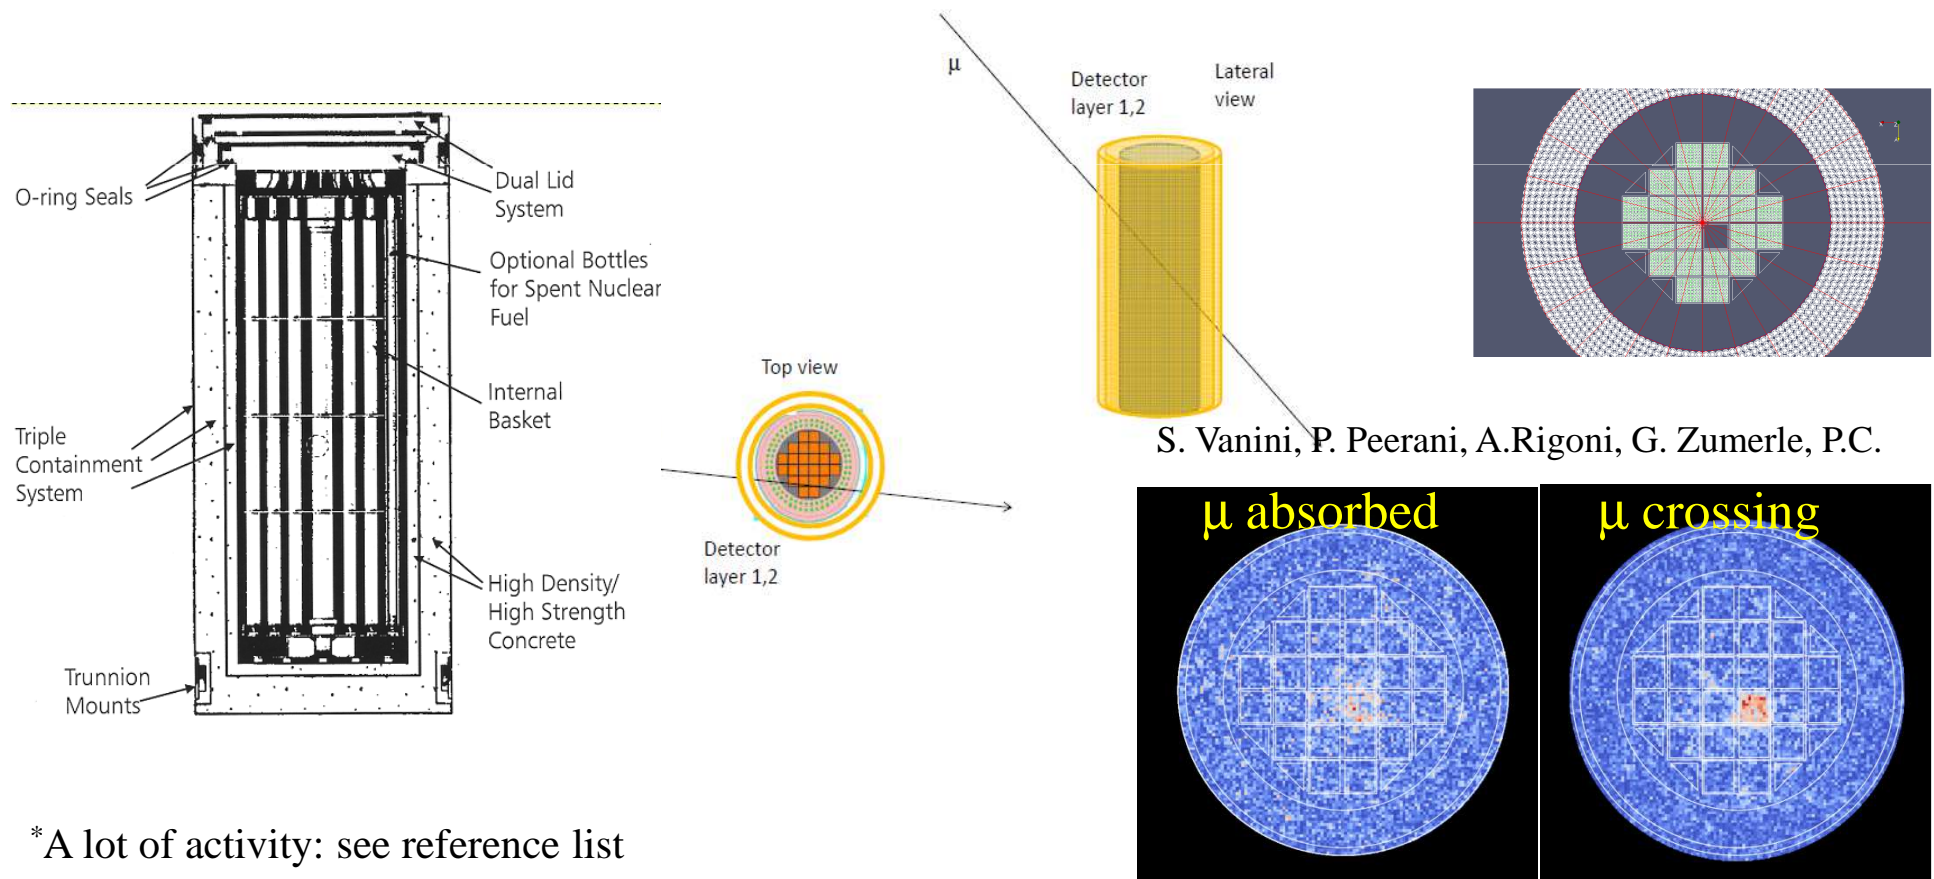 O-ring Seals
Dual Lid
System
Optional Bottles
for Spent Nuclear
Fuel
Internal
Basket
Triple
Containment
System
High Density/
High Strength
Concrete
Trunnion
Mounts
*A lot of activity: see reference list
μ
Detector
layer 1,2
Lateral
view
Top view
Detector
layer 1,2
S. Vanini, P. Peerani, A.Rigoni, G. Zumerle, P.C.
μ absorbed
μ crossing